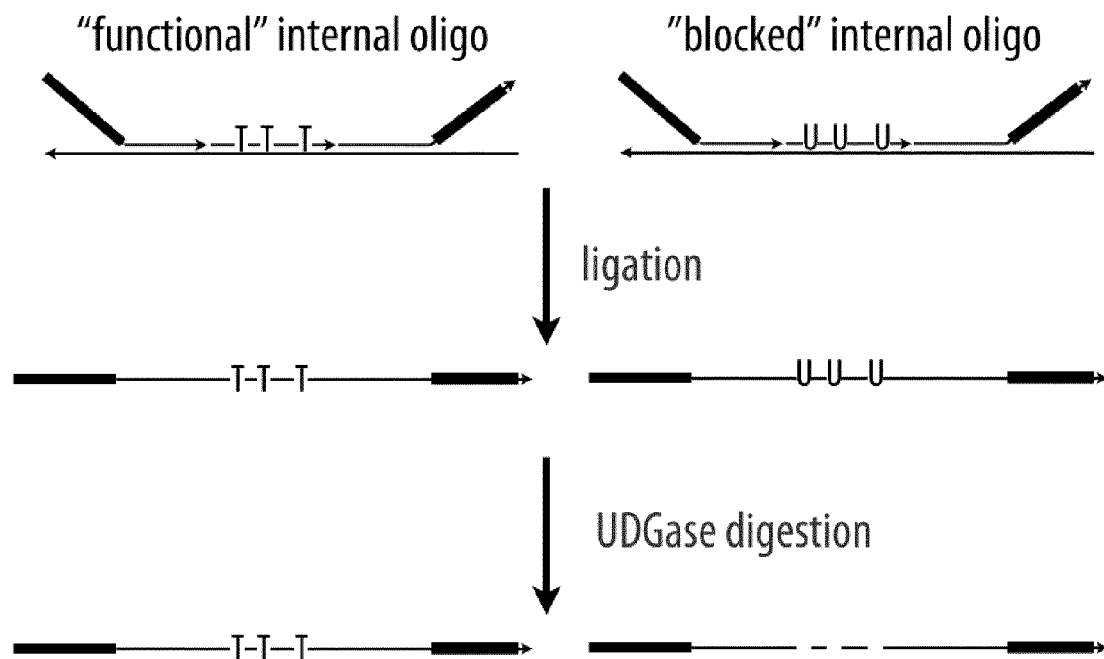 “functional” internal oligo
”blocked” internal oligo
T T T
U U U
ligation
T T T
U U U
UDGase digestion
T T T